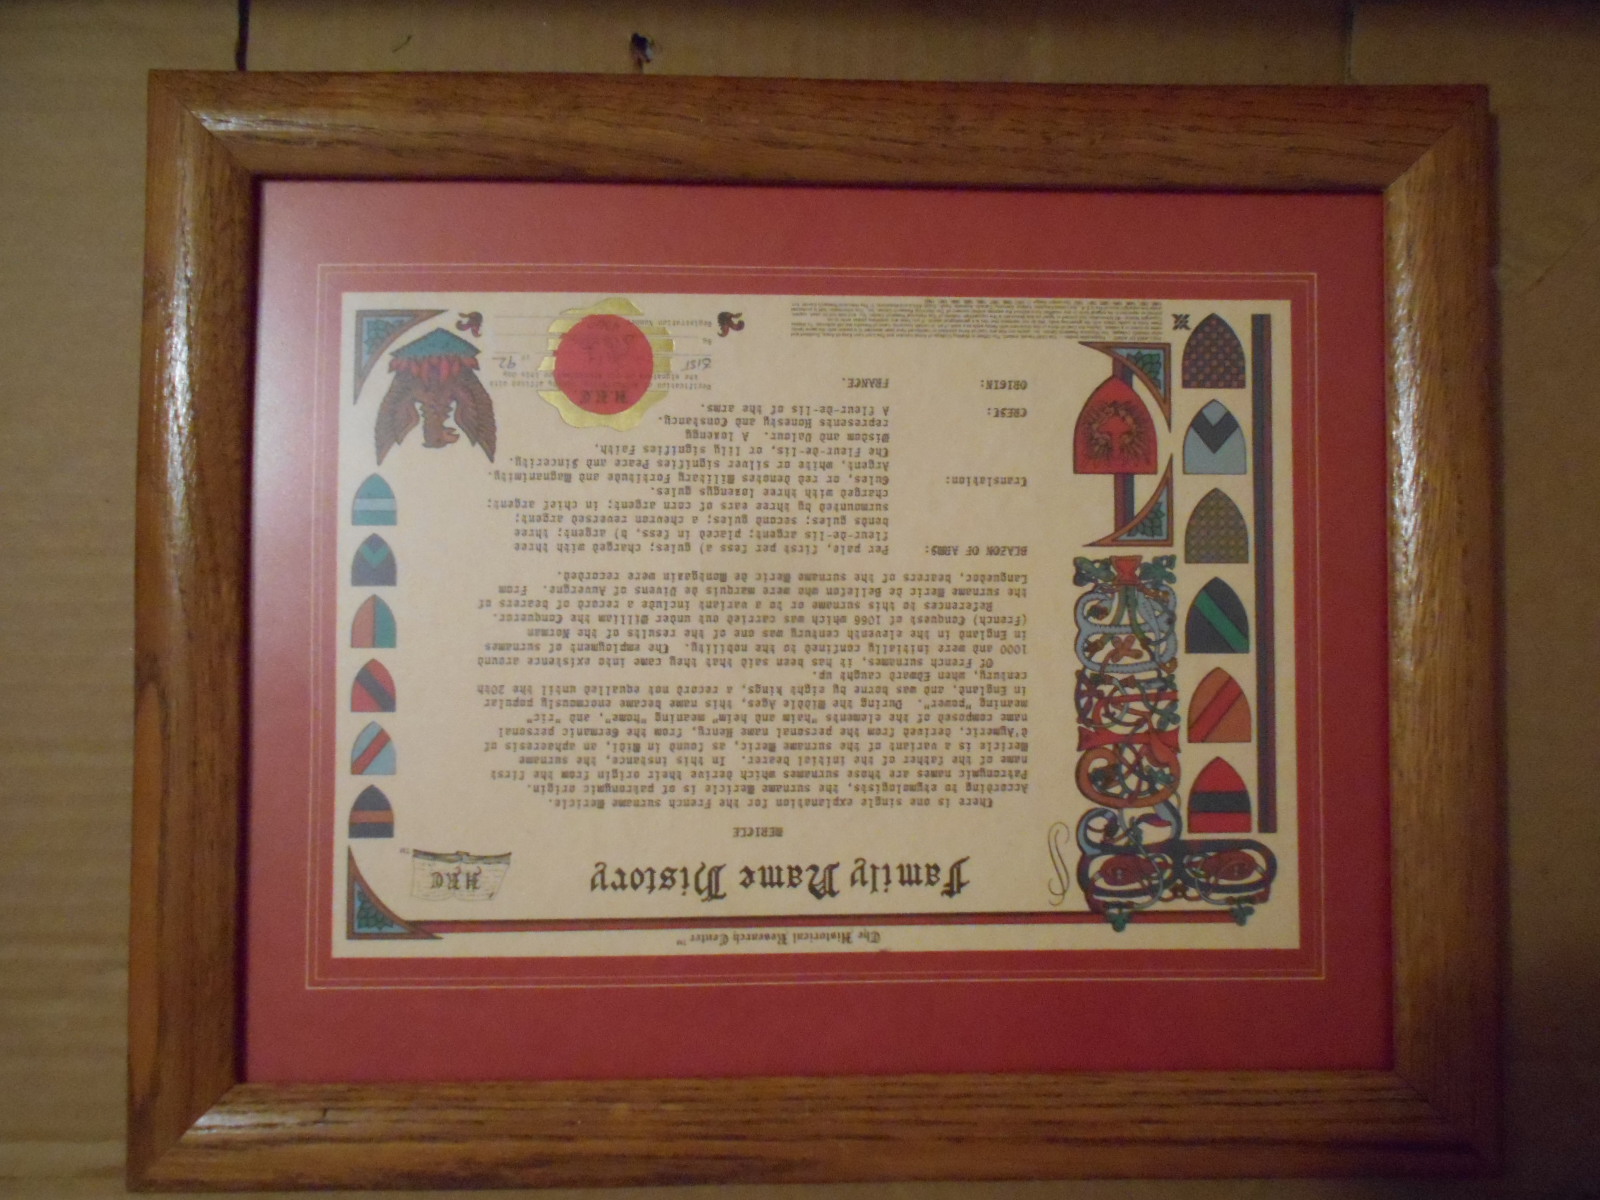 The Historical Research Center™
Family Name History
HRC
™
MERICLE
There is one single explanation for the French surname Mericle.
According to etymologists, the surname Mericle is of patronymic origin.
Patronymic names are those surnames which derive their origin from the first
name of the father of the initial bearer. In this instance, the surname
Mericle is a variant of the surname Meric, as found in Midi, an aphaeresis of
d'Aymeric, derived from the personal name Henry, from the Germanic personal
name composed of the elements "haim and heim" meaning "home", and "ric"
meaning "power". During the Middle Ages, this name became enormously popular
in England, and was borne by eight kings, a record not equalled until the 20th
century, when Edward caught up.
Of French surnames, it has been said that they came into existence around
1000 and were initially confined to the nobility. The employment of surnames
in England in the eleventh century was one of the results of the Norman
(French) Conquest of 1066 which was carried out under William the Conqueror.
References to this surname or to a variant include a record of bearers of
the surname Meric de Bellefon who were marquis de Vivens of Auvergne. From
Languedoc, bearers of the surname Meric de Montgazin were recorded.
BLAZON OF ARMS: Per pale, first per fess a) gules; charged with three
fleur-de-lis argent; placed in fess, b) argent; three
bends gules; second gules; a chevron reversed argent;
surmounted by three ears of corn argent; in chief argent;
charged with three lozengys gules.
Translation: Gules, or red denotes Military Fortitude and Magnanimity.
Argent, white or silver signifies Peace and Sincerity.
The Fleur-de-lis, or lily signifies Faith,
Wisdom and Valour. A lozengy
represents Honesty and Constancy.
CREST: A fleur-de-lis of the arms.
ORIGIN: FRANCE.
HRC
21ST 92
By
Registration Number